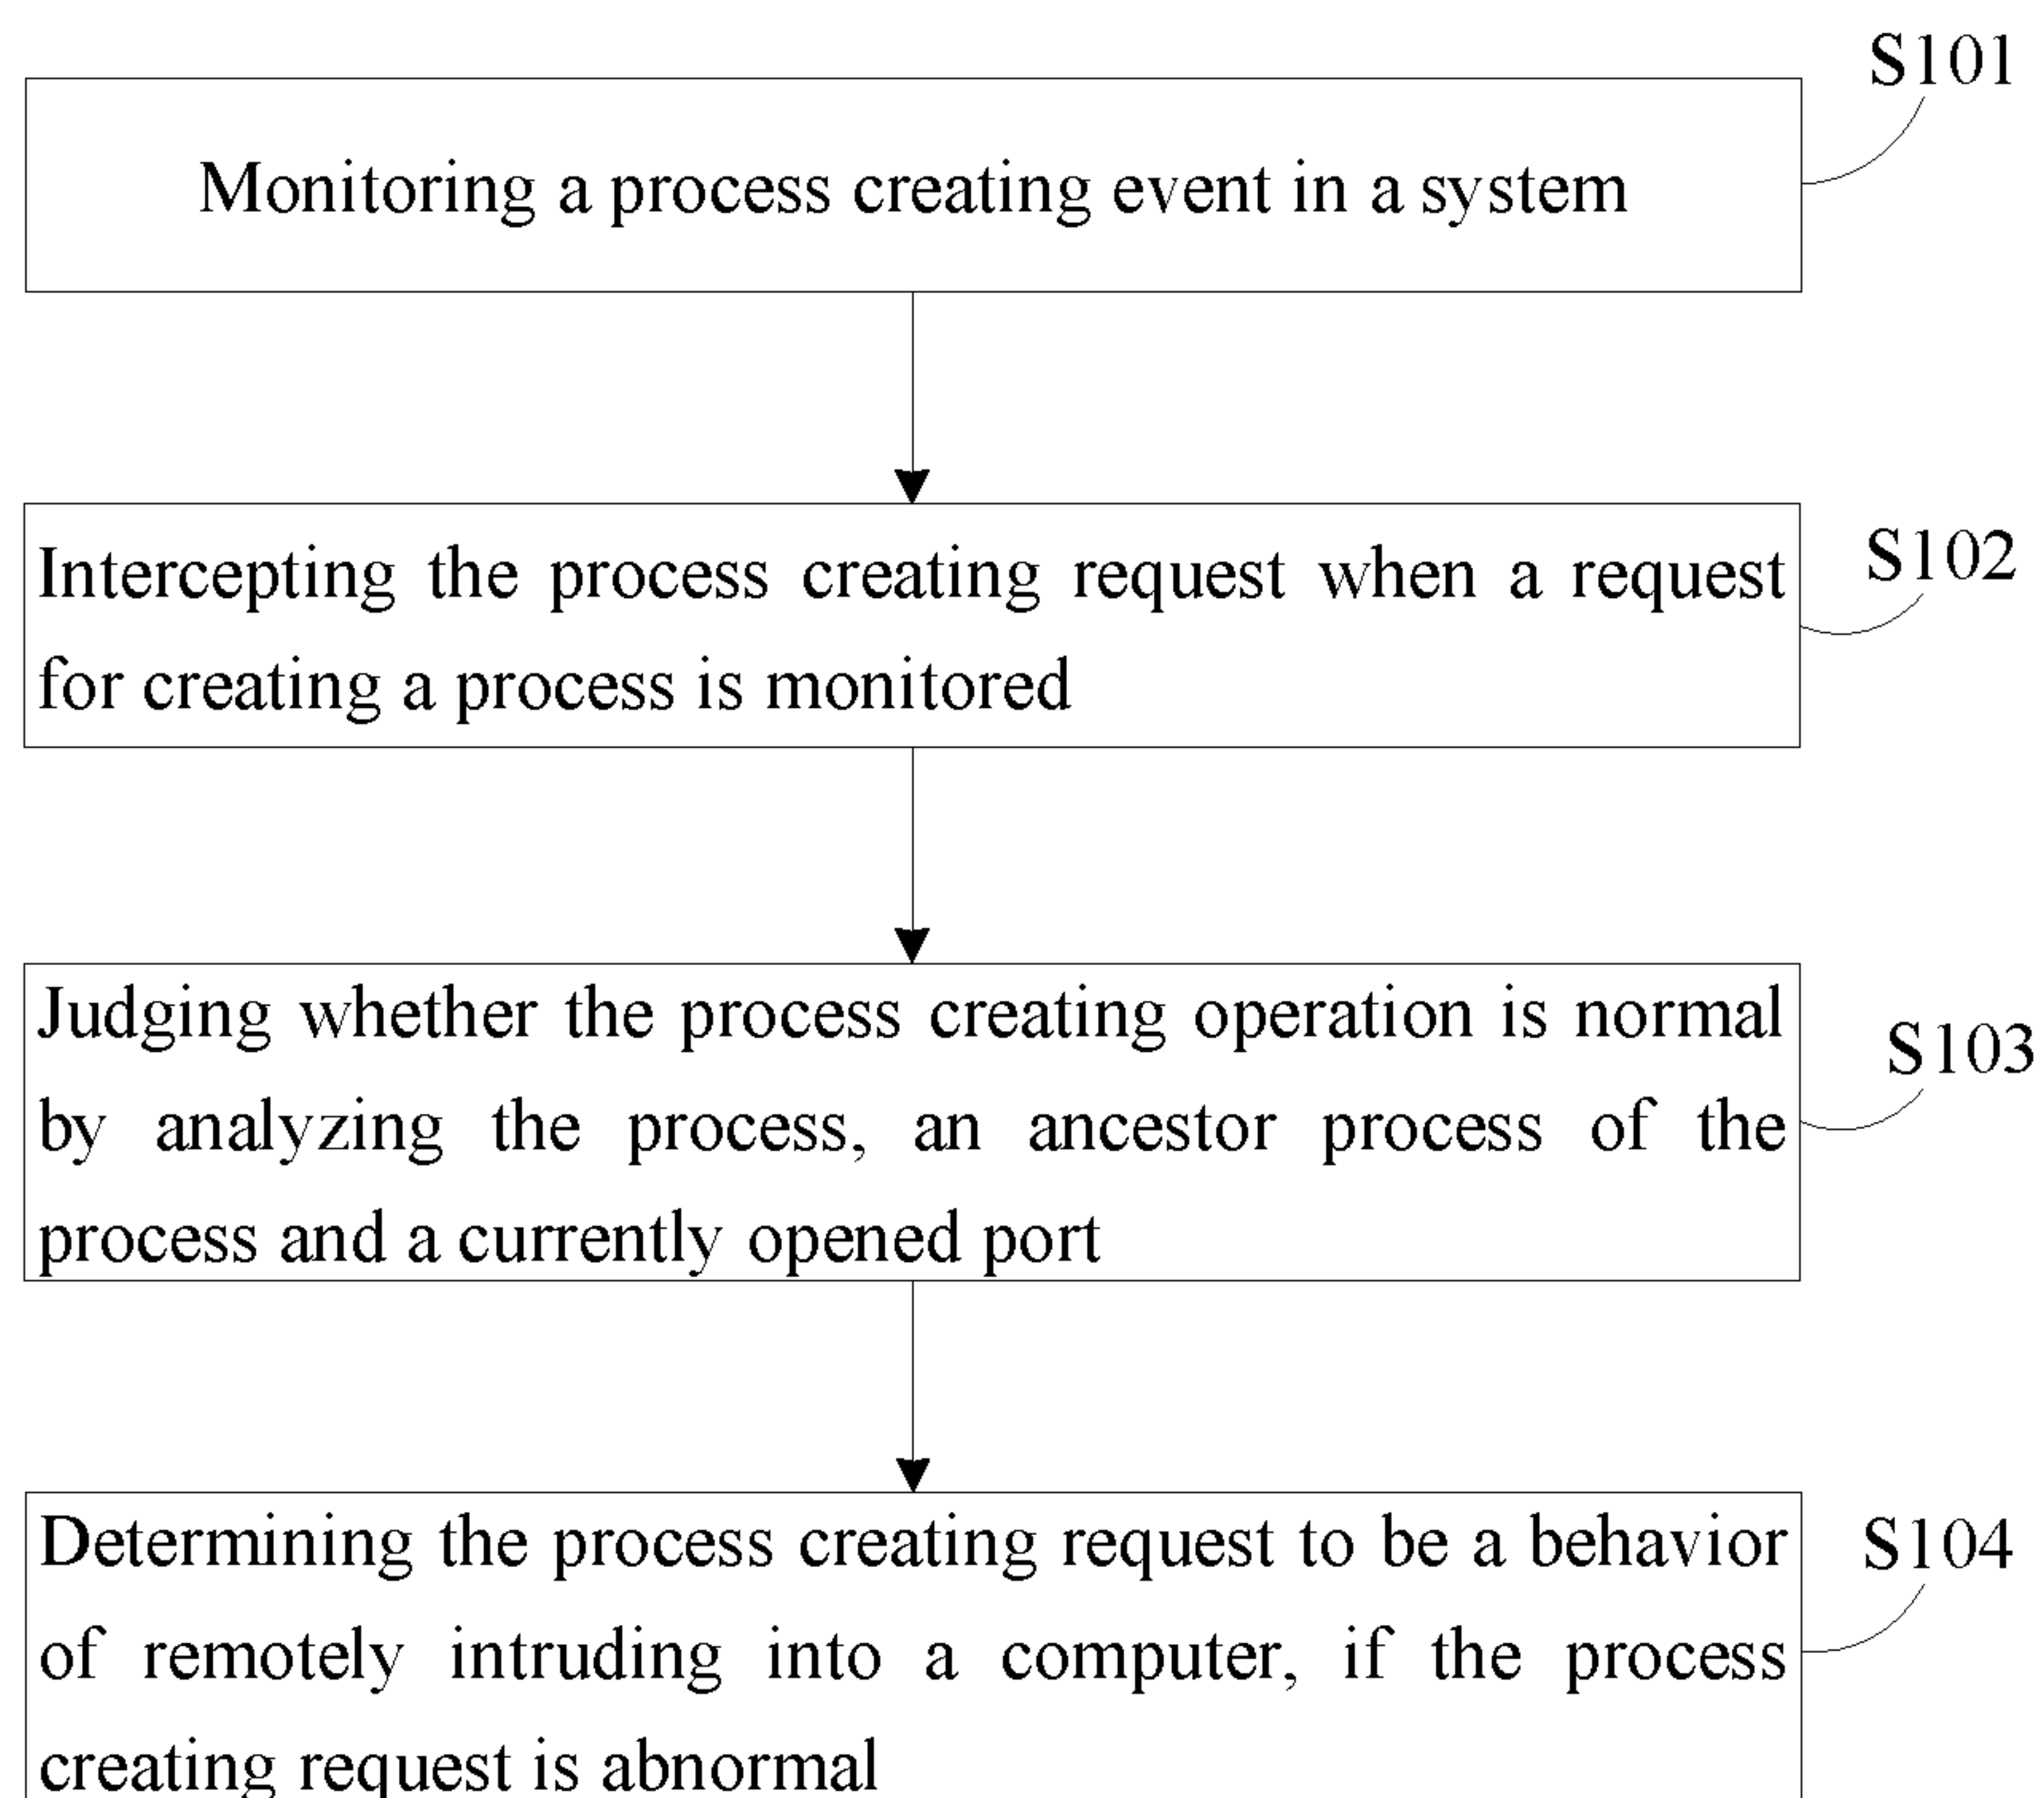 S101
Monitoring a process creating event in a system
S102
Intercepting the process creating request when a request
for creating a process is monitored
S103
Judging whether the process creating operation is normal
by analyzing the process, an ancestor process of the
process and a currently opened port
S104
Determining the process creating request to be a behavior
of remotely intruding into a computer, if the process
creating request is abnormal